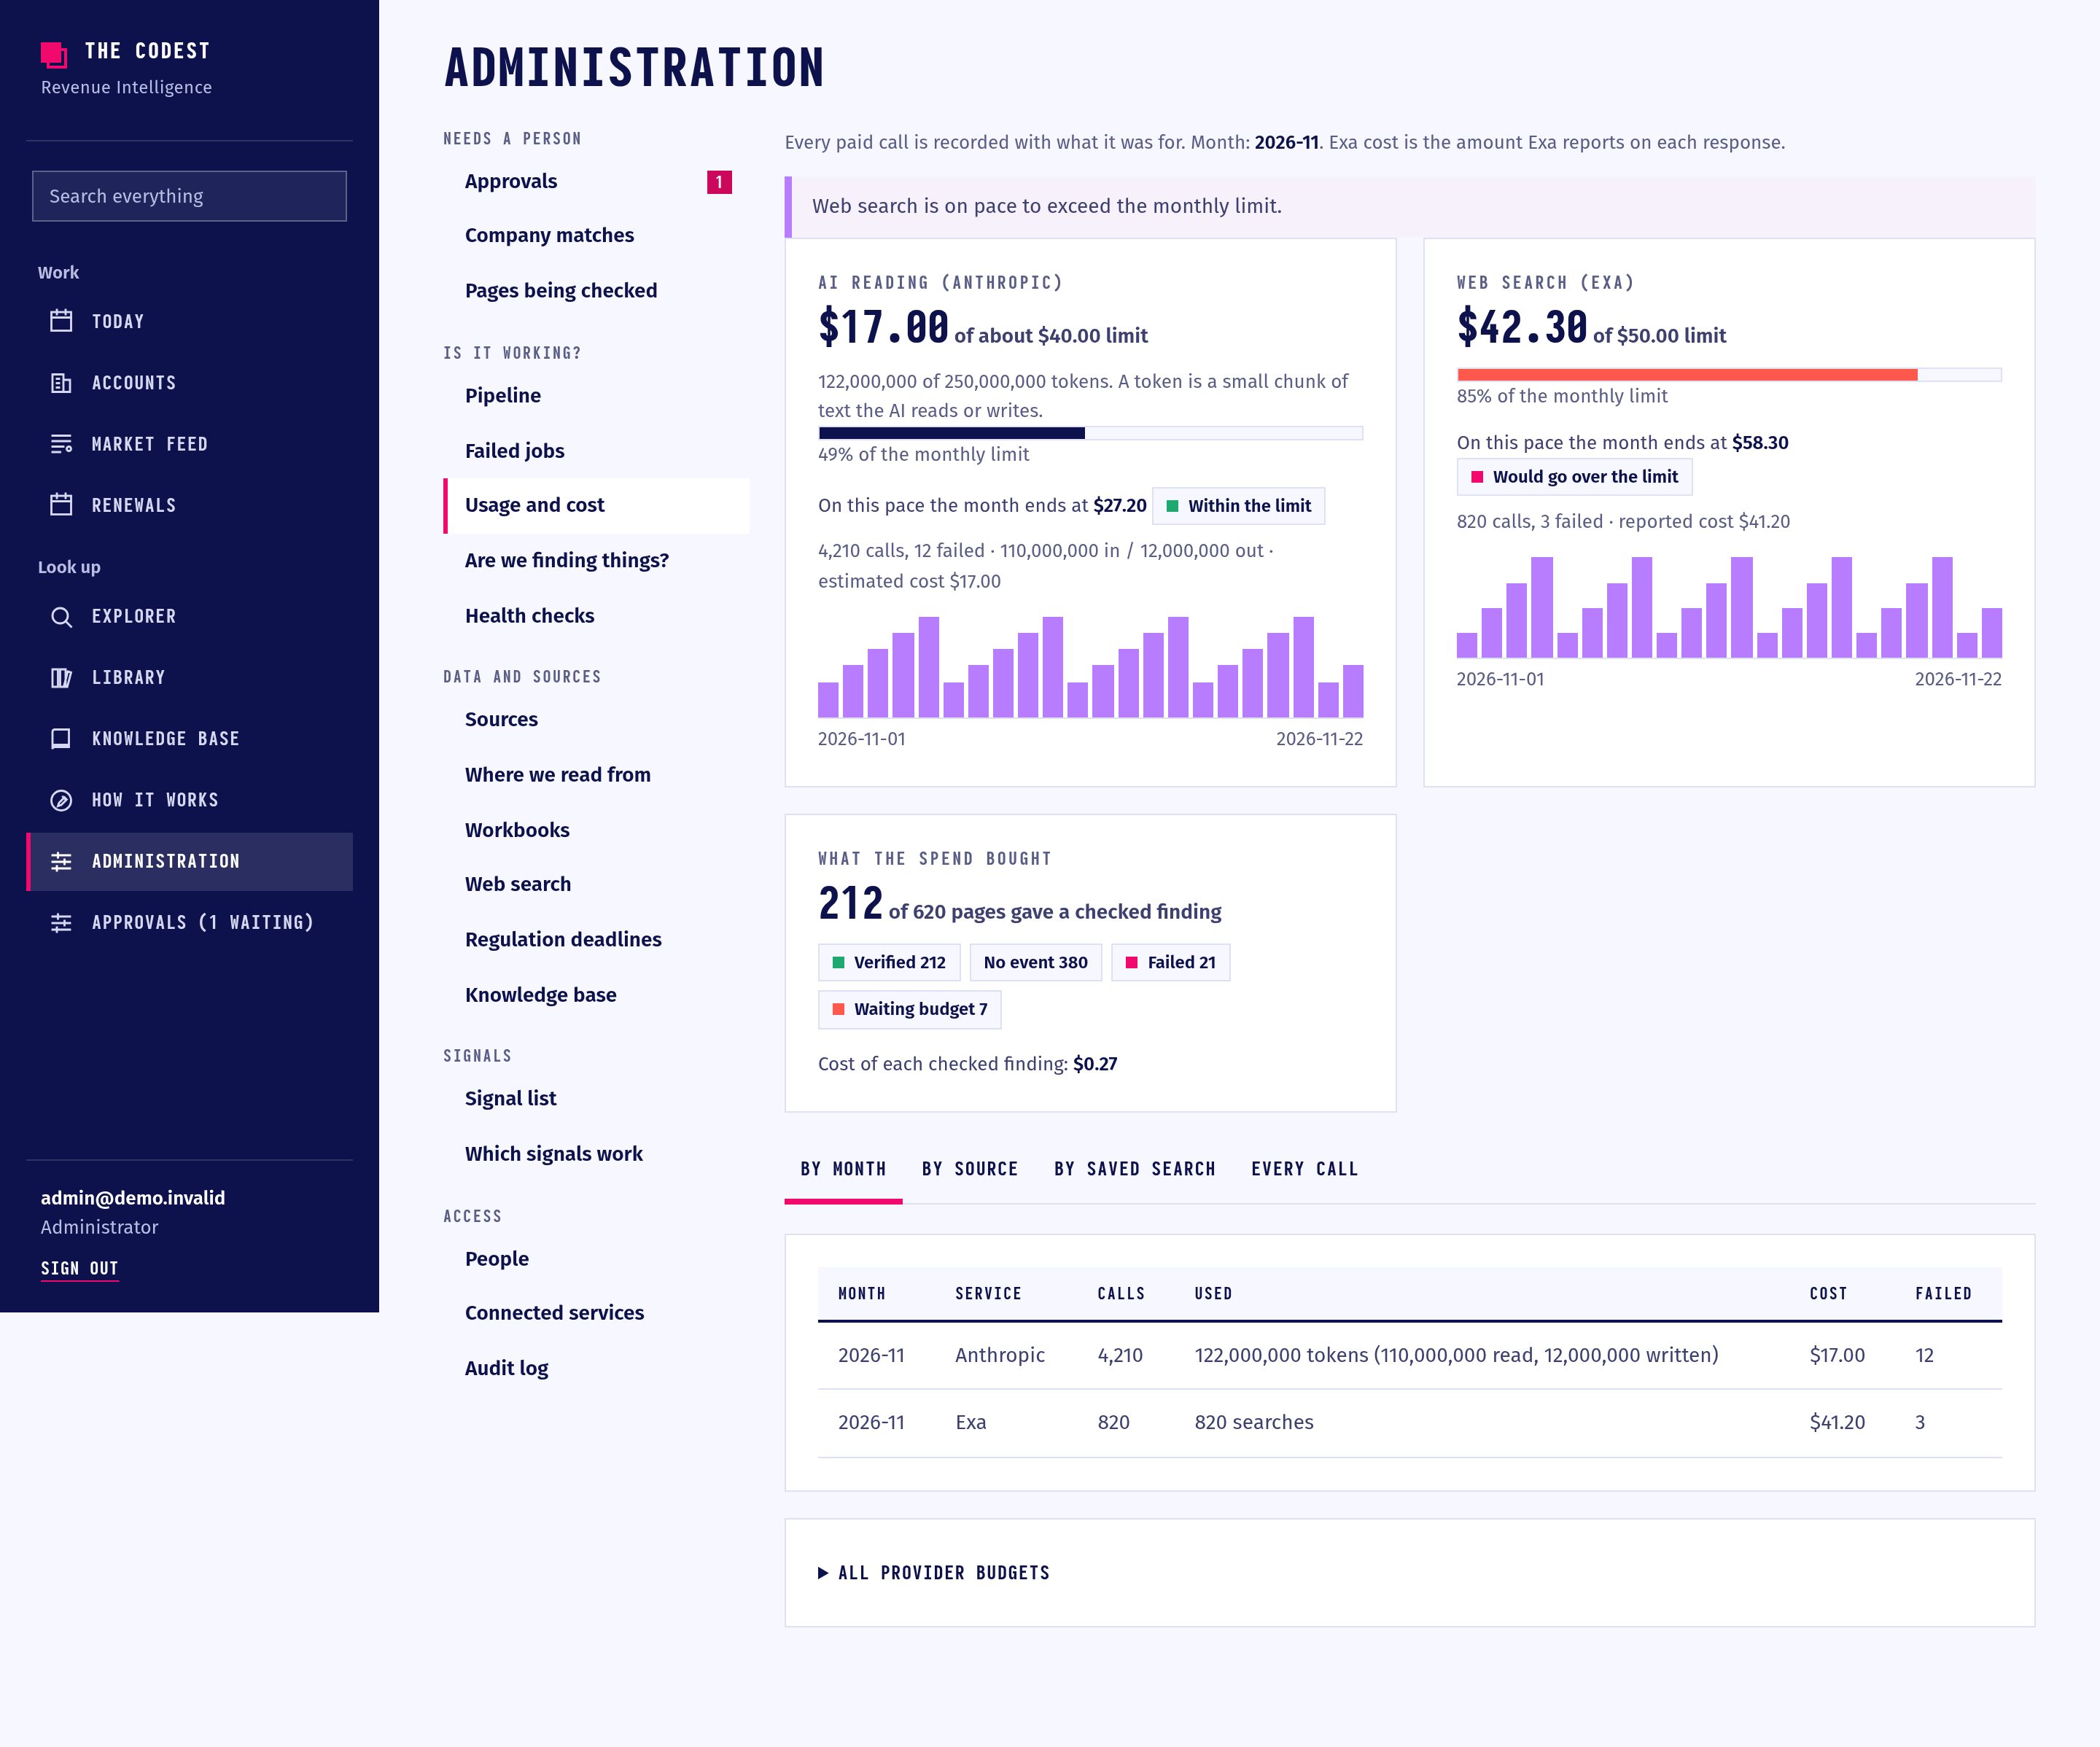 THE CODEST
Revenue Intelligence
Search everything
Work
TODAY
ACCOUNTS
MARKET FEED
RENEWALS
Look up
EXPLORER
LIBRARY
KNOWLEDGE BASE
HOW IT WORKS
ADMINISTRATION
APPROVALS (1 WAITING)
admin@demo.invalid
Administrator
SIGN OUT
ADMINISTRATION
NEEDS A PERSON
Approvals 1
Company matches
Pages being checked
IS IT WORKING?
Pipeline
Failed jobs
Usage and cost
Are we finding things?
Health checks
DATA AND SOURCES
Sources
Where we read from
Workbooks
Web search
Regulation deadlines
Knowledge base
SIGNALS
Signal list
Which signals work
ACCESS
People
Connected services
Audit log
Every paid call is recorded with what it was for. Month: 2026-11. Exa cost is the amount Exa reports on each response.
Web search is on pace to exceed the monthly limit.
AI READING (ANTHROPIC)
$17.00 of about $40.00 limit
122,000,000 of 250,000,000 tokens. A token is a small chunk of
text the AI reads or writes.
49% of the monthly limit
On this pace the month ends at $27.20 Within the limit
4,210 calls, 12 failed · 110,000,000 in / 12,000,000 out ·
estimated cost $17.00
2026-11-01 2026-11-22
WEB SEARCH (EXA)
$42.30 of $50.00 limit
85% of the monthly limit
On this pace the month ends at $58.30
Would go over the limit
820 calls, 3 failed · reported cost $41.20
2026-11-01 2026-11-22
WHAT THE SPEND BOUGHT
212 of 620 pages gave a checked finding
Verified 212 No event 380 Failed 21
Waiting budget 7
Cost of each checked finding: $0.27
BY MONTH BY SOURCE BY SAVED SEARCH EVERY CALL
MONTH SERVICE CALLS USED COST FAILED
2026-11 Anthropic 4,210 122,000,000 tokens (110,000,000 read, 12,000,000 written) $17.00 12
2026-11 Exa 820 820 searches $41.20 3
ALL PROVIDER BUDGETS